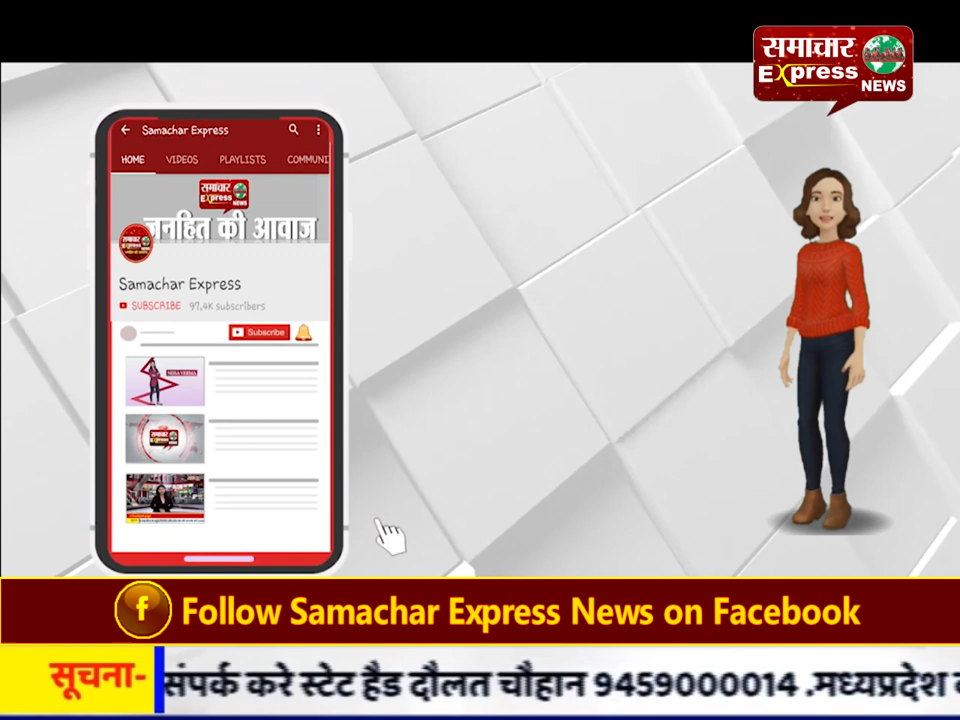 समाचार
Express
NEWS
Samachar Express
HOME VIDEOS PLAYLISTS COMMUNI
समाचार
Express
NEWS
जनहित की आवाज
Samachar Express
SUBSCRIBE 97.4K subscribers
Subscribe
f Follow Samachar Express News on Facebook
सूचना- संपर्क करे स्टेट हैड दौलत चौहान 9459000014 .मध्यप्रदेश